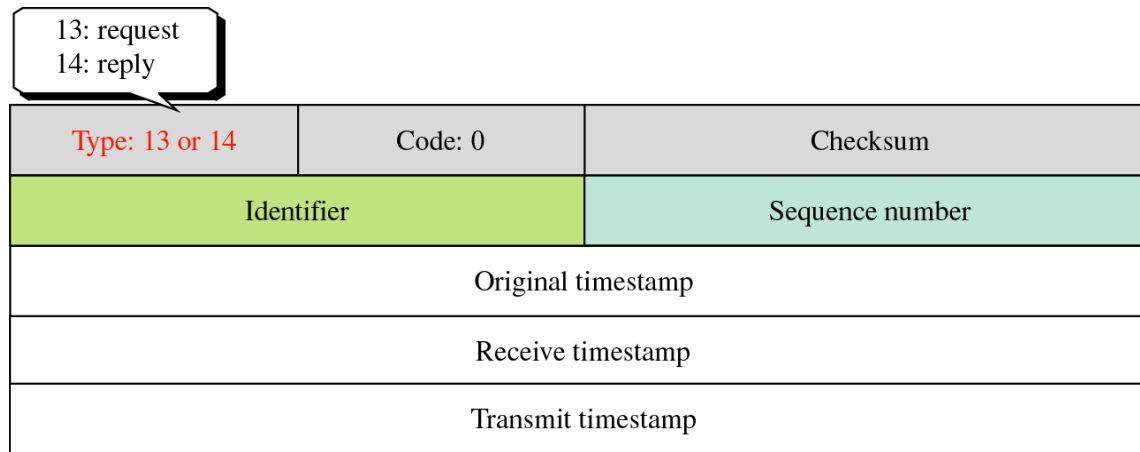 13: request
14: reply
Type: 13 or 14
Code: 0
Checksum
Identifier
Sequence number
Original timestamp
Receive timestamp
Transmit timestamp